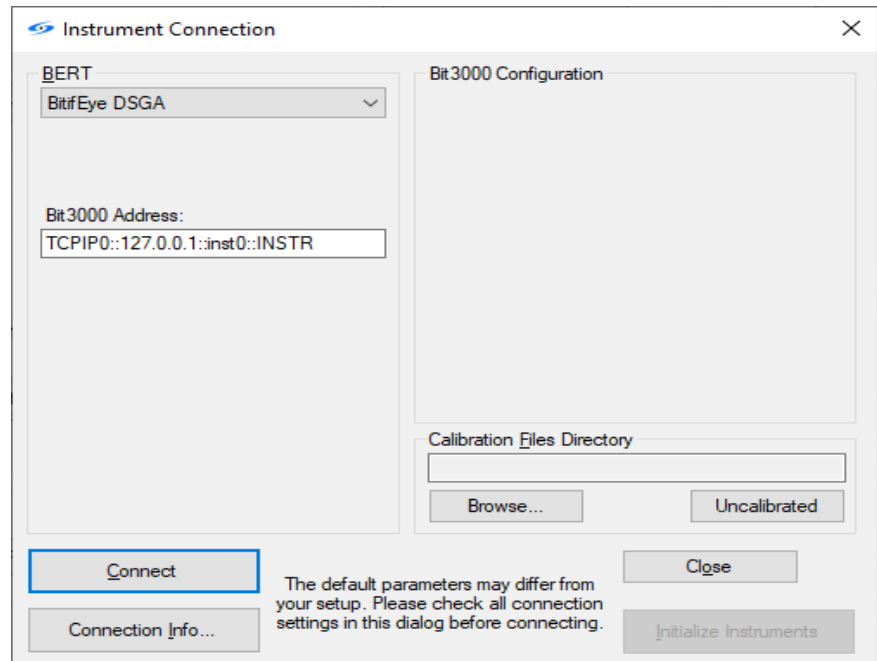 Instrument Connection
BERT
BitifEye DSGA
Bit3000 Address:
TCPIP0::127.0.0.1::inst0::INSTR
Bit3000 Configuration
Calibration Files Directory
Browse...
Uncalibrated
Connect
Connection Info...
The default parameters may differ from
your setup. Please check all connection
settings in this dialog before connecting.
Close
Initialize Instruments